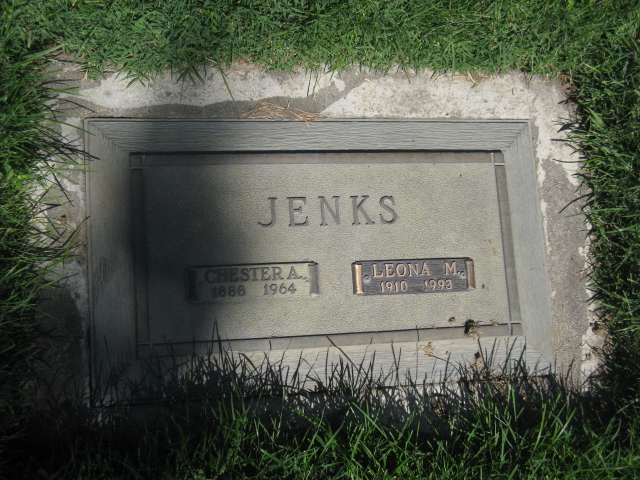 JENKS
CHESTER A.
1888 1964
LEONA M.
1910 1993